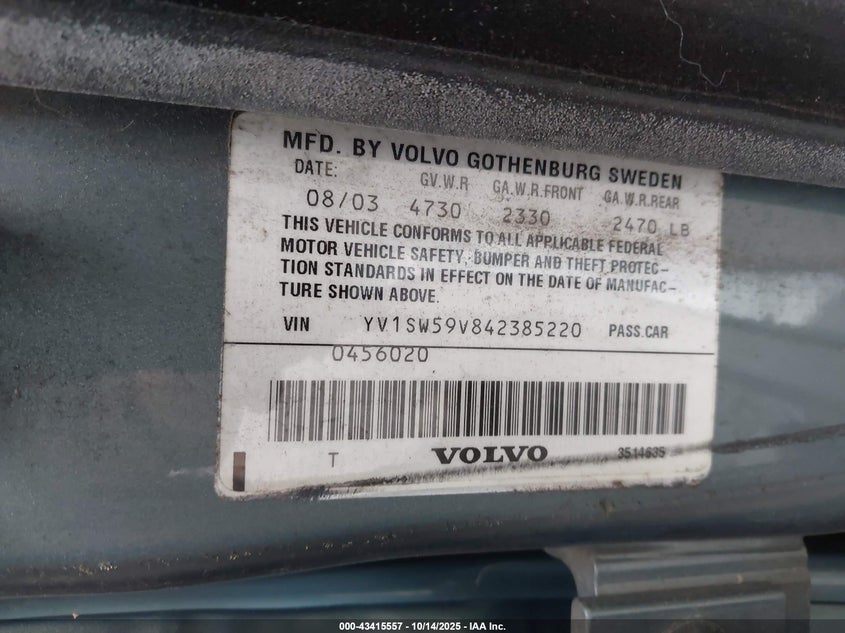 MFD. BY VOLVO GOTHENBURG SWEDEN
DATE: GV.W.R GA.W.R.FRONT GA.W.R.REAR
08/03 4730 2330 2470 LB
THIS VEHICLE CONFORMS TO ALL APPLICABLE FEDERAL
MOTOR VEHICLE SAFETY, BUMPER AND THEFT PROTEC-
TION STANDARDS IN EFFECT ON THE DATE OF MANUFAC-
TURE SHOWN ABOVE.
VIN YV1SW59V842385220 PASS.CAR
0456020
T VOLVO 3514635
000-43415557 | 10/14/2025 - IAA Inc.